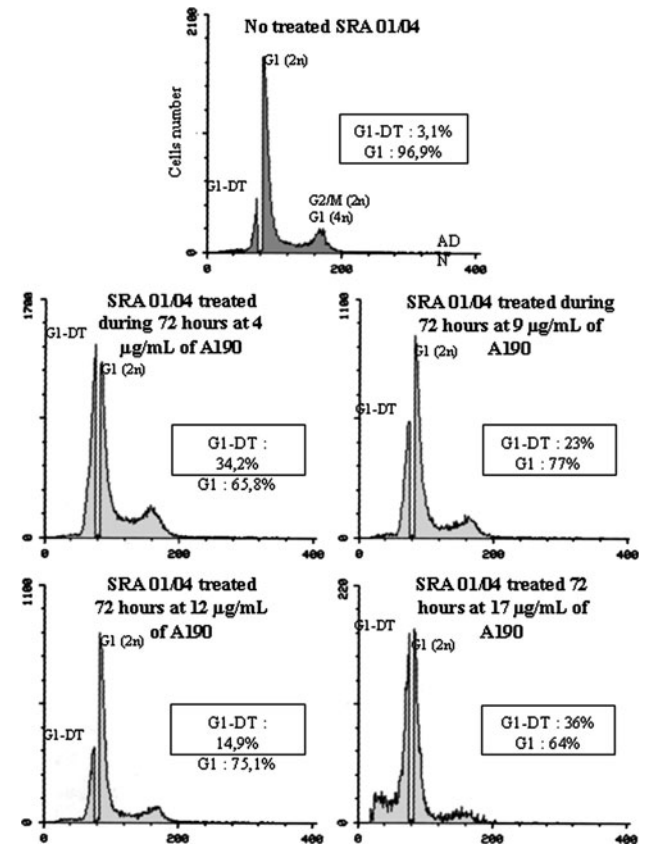 No treated SRA 01/04
2100
G1 (2n)
Cells number
G1-DT : 3,1%
G1 : 96,9%
G1-DT
G2/M (2n)
G1 (4n)
AD
N
0
0
200
400
SRA 01/04 treated
during 72 hours at 4
µg/mL of A190
1700
G1-DT
G1 (2n)
G1-DT :
34,2%
G1 : 65,8%
0
0
200
400
SRA 01/04 treated during
72 hours at 9 µg/mL of
A190
1100
G1 (2n)
G1-DT
G1-DT : 23%
G1 : 77%
0
0
200
400
SRA 01/04 treated
72 hours at 12 µg/mL
of A190
1100
G1 (2n)
G1-DT
G1-DT :
14,9%
G1 : 75,1%
0
0
200
400
SRA 01/04 treated 72
hours at 17 µg/mL of
A190
220
G1-DT
G1 (2n)
G1-DT : 36%
G1 : 64%
0
0
200
400